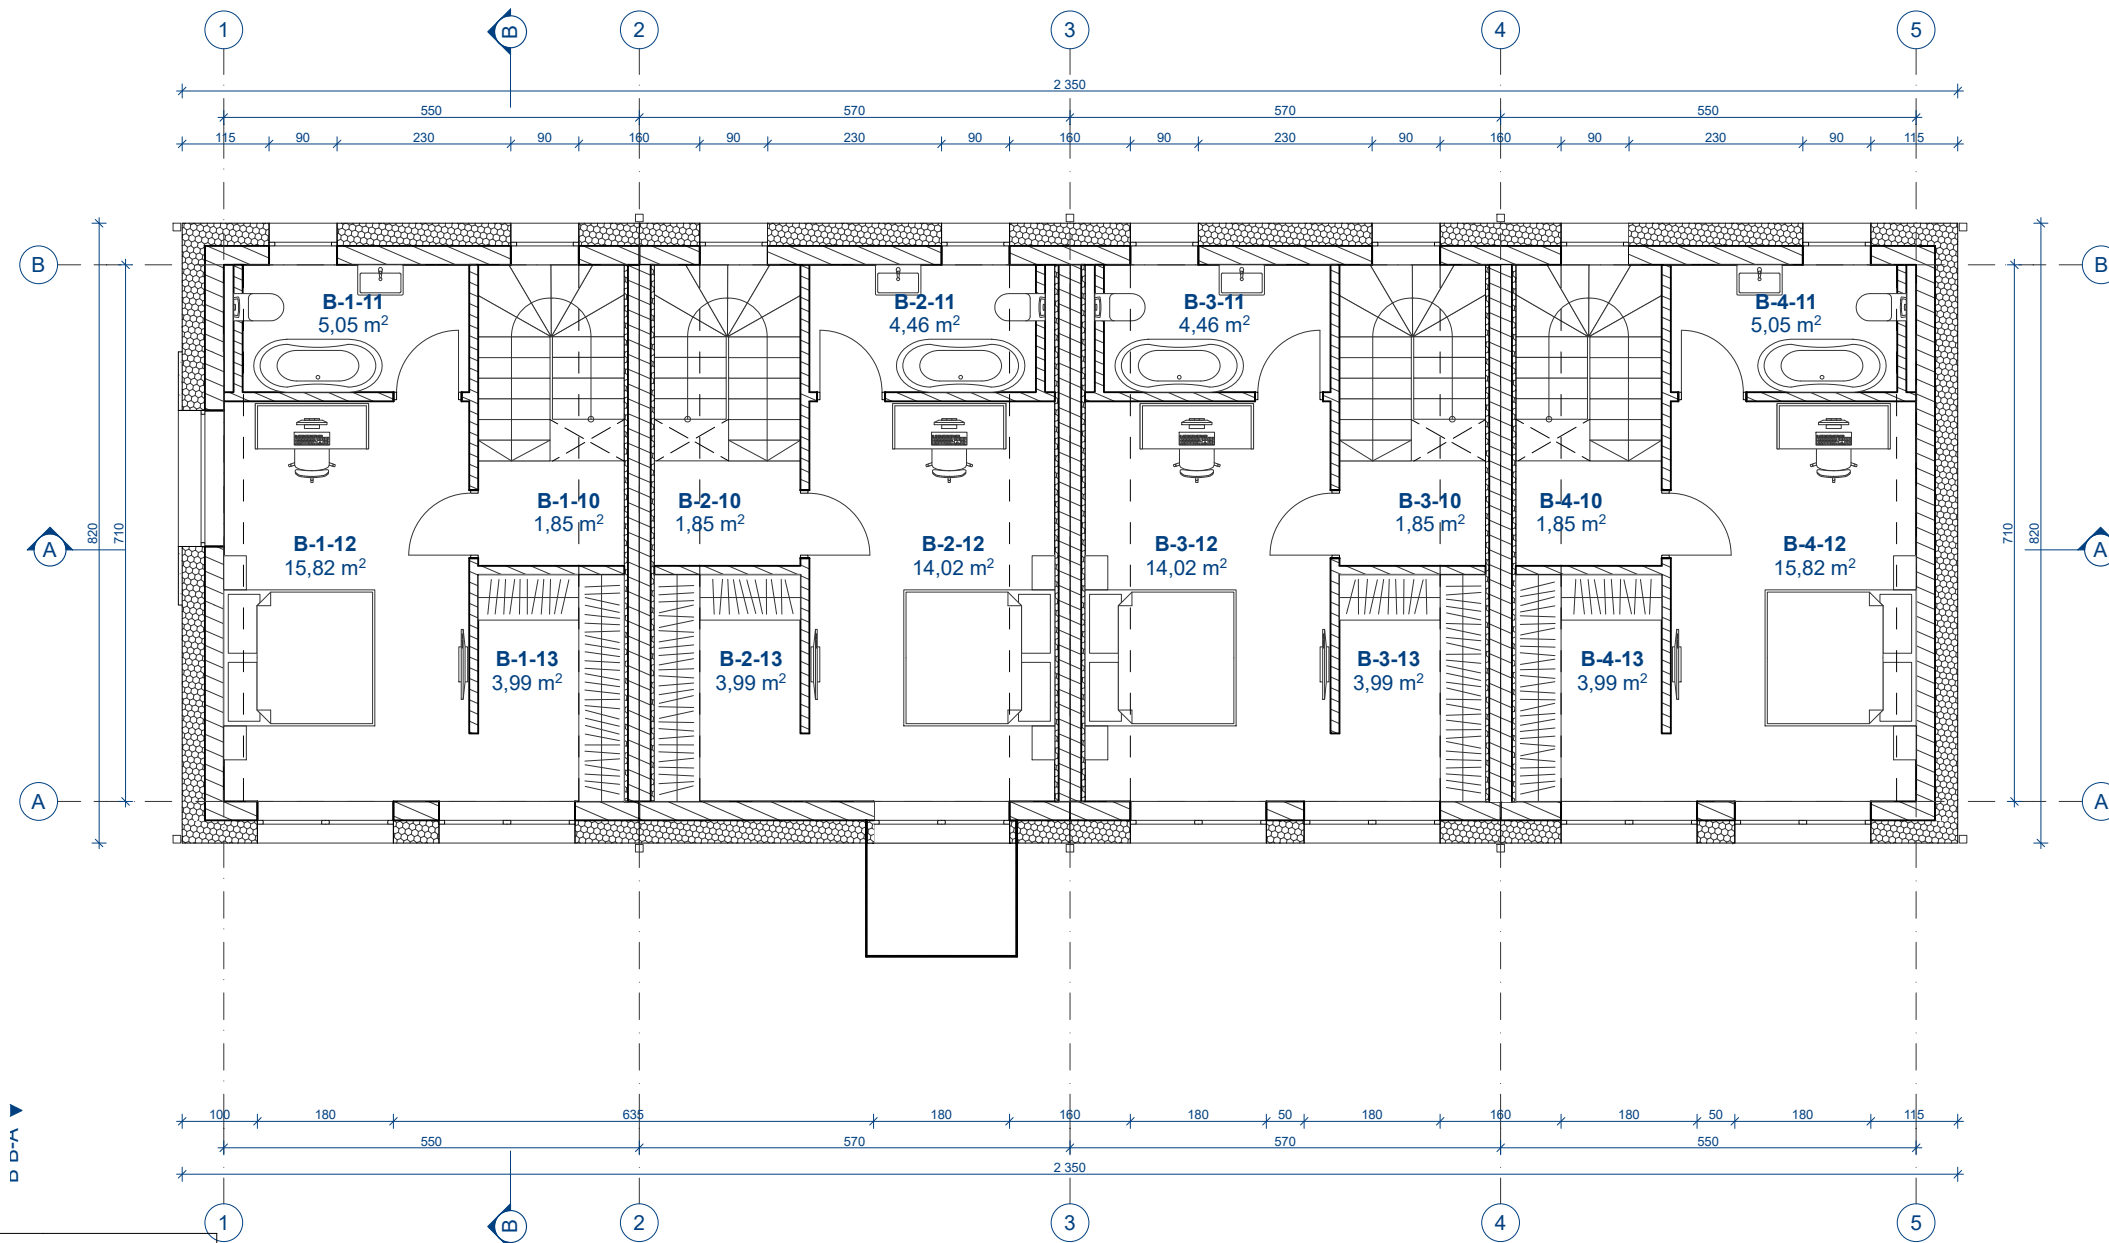 1 B 2 3 4 5
2 350
550 570 570 550
115 90 230 90 160 90 230 90 160 90 230 90 160 90 230 90 115
B B
B-1-11 B-2-11 B-3-11 B-4-11
5,05 m² 4,46 m² 4,46 m² 5,05 m²
B-1-10 B-2-10 B-3-10 B-4-10
1,85 m² 1,85 m² 1,85 m² 1,85 m²
820 710 710 820
A A
B-1-12 B-2-12 B-3-12 B-4-12
15,82 m² 14,02 m² 14,02 m² 15,82 m²
B-1-13 B-2-13 B-3-13 B-4-13
3,99 m² 3,99 m² 3,99 m² 3,99 m²
A A
100 180 635 180 160 180 50 180 160 180 50 180 115
550 570 570 550
2 350
1 B 2 3 4 5